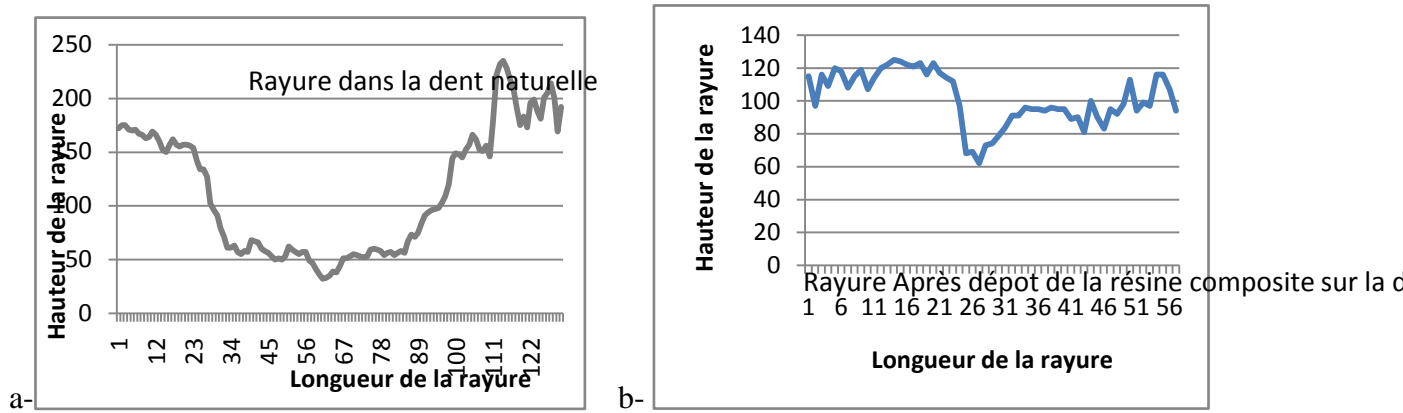 a-
Hauteur de la rayure
250
200
150
100
50
0
Rayure dans la dent naturelle
1 12 23 34 45 56 67 78 89 100 111 122
Longueur de la rayure
b-
Hauteur de la rayure
140
120
100
80
60
40
20
0
Rayure Après dépot de la résine composite sur la d
1 6 11 16 21 26 31 36 41 46 51 56
Longueur de la rayure